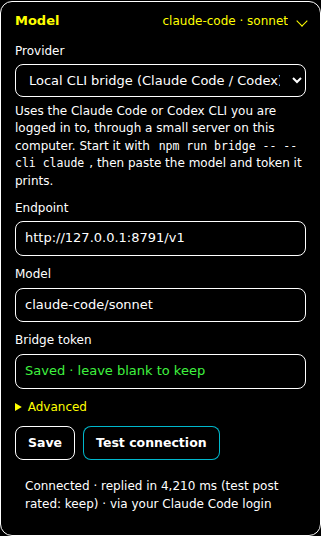 Model claude-code · sonnet
Provider
Local CLI bridge (Claude Code / Codex)
Uses the Claude Code or Codex CLI you are
logged in to, through a small server on this
computer. Start it with npm run bridge -- --
cli claude , then paste the model and token it
prints.
Endpoint
http://127.0.0.1:8791/v1
Model
claude-code/sonnet
Bridge token
Saved · leave blank to keep
Advanced
Save Test connection
Connected · replied in 4,210 ms (test post
rated: keep) · via your Claude Code login